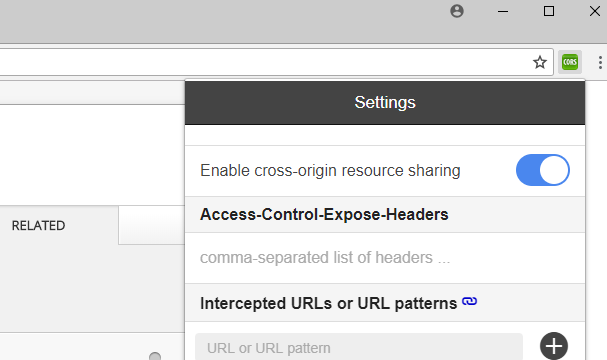 CORS
Settings
Enable cross-origin resource sharing
RELATED
Access-Control-Expose-Headers
comma-separated list of headers ...
Intercepted URLs or URL patterns
URL or URL pattern